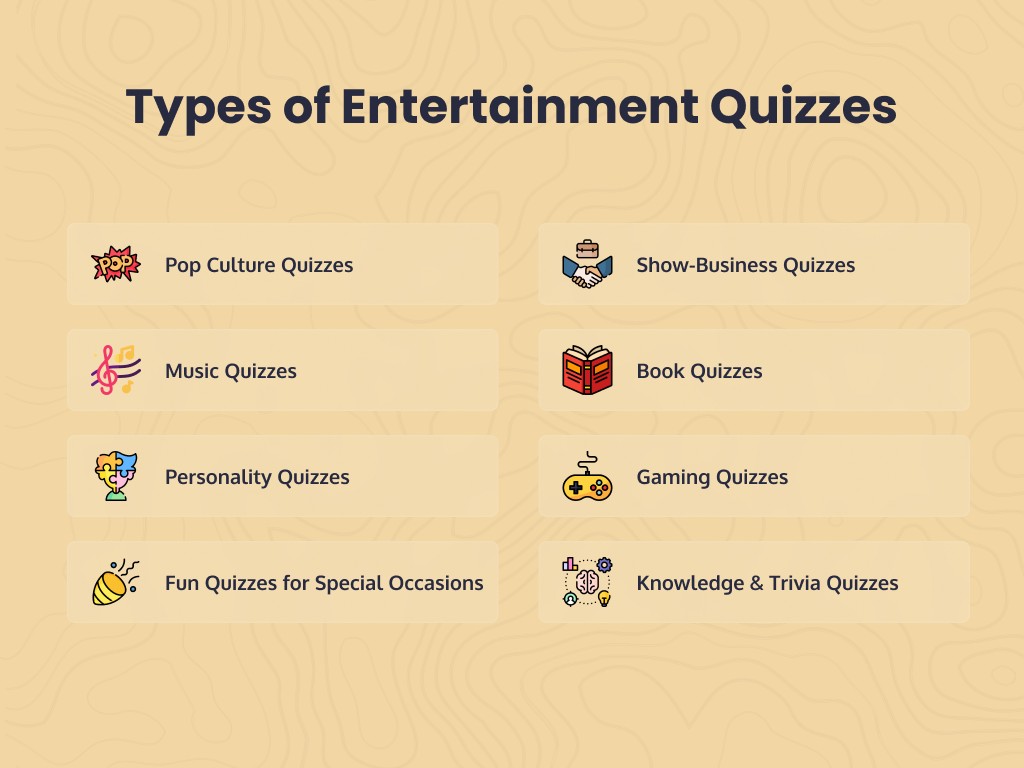 Types of Entertainment Quizzes
POP
Pop Culture Quizzes
Show-Business Quizzes
Music Quizzes
Book Quizzes
Personality Quizzes
Gaming Quizzes
Fun Quizzes for Special Occasions
Knowledge & Trivia Quizzes